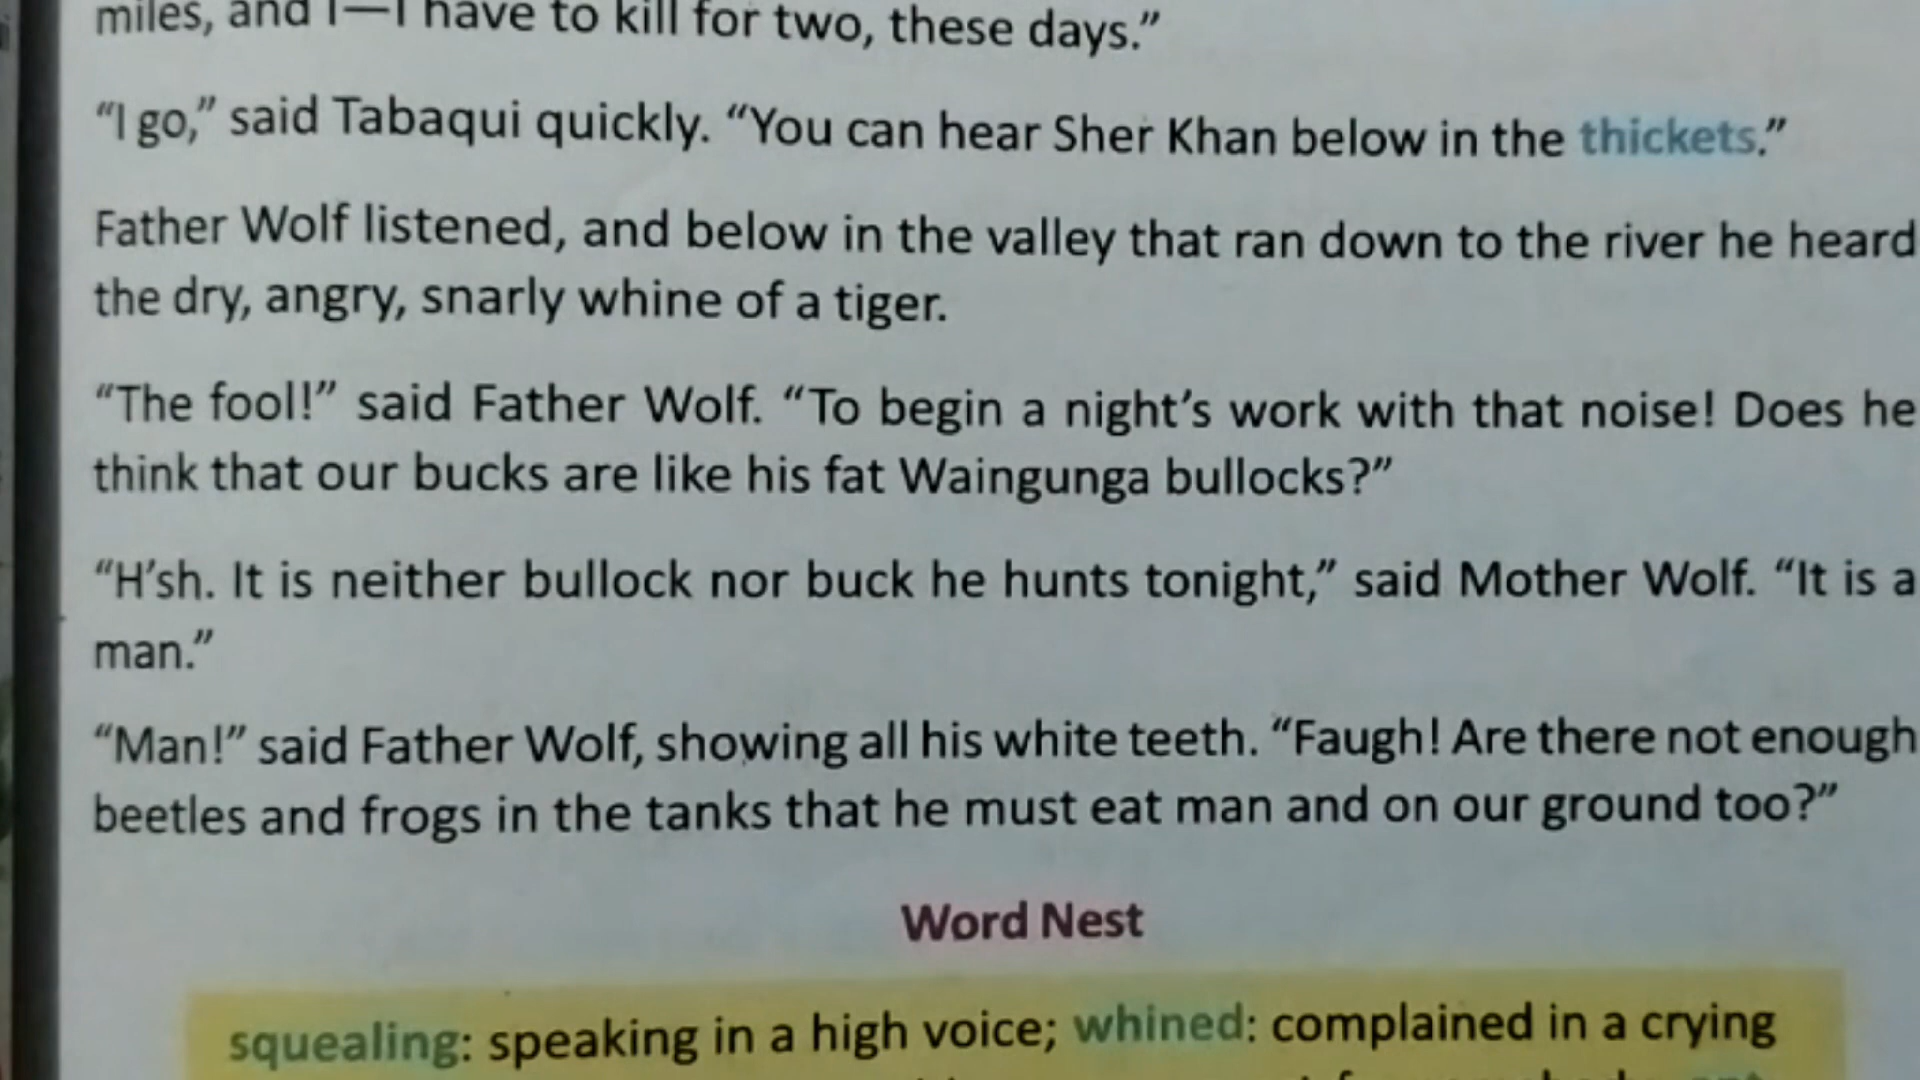 miles, and I—I have to kill for two, these days.”
“I go,” said Tabaqui quickly. “You can hear Sher Khan below in the thickets.”
Father Wolf listened, and below in the valley that ran down to the river he heard
the dry, angry, snarly whine of a tiger.
“The fool!” said Father Wolf. “To begin a night’s work with that noise! Does he
think that our bucks are like his fat Waingunga bullocks?”
“H’sh. It is neither bullock nor buck he hunts tonight,” said Mother Wolf. “It is a
man.”
“Man!” said Father Wolf, showing all his white teeth. “Faugh! Are there not enough
beetles and frogs in the tanks that he must eat man and on our ground too?”
Word Nest
squealing: speaking in a high voice; whined: complained in a crying